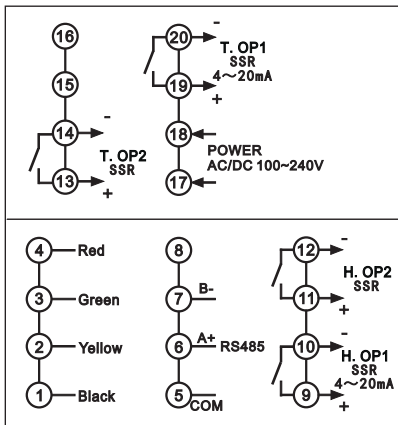 16
20
-
T. OP1
SSR
4～20mA
15
19
+
14
-
18
POWER
AC/DC 100~240V
T. OP2
SSR
13
+
17
4
Red
8
12
-
H. OP2
SSR
3
Green
7
B-
11
+
2
Yellow
6
A+
RS485
10
-
H. OP1
SSR
4～20mA
1
Black
5
COM
9
+